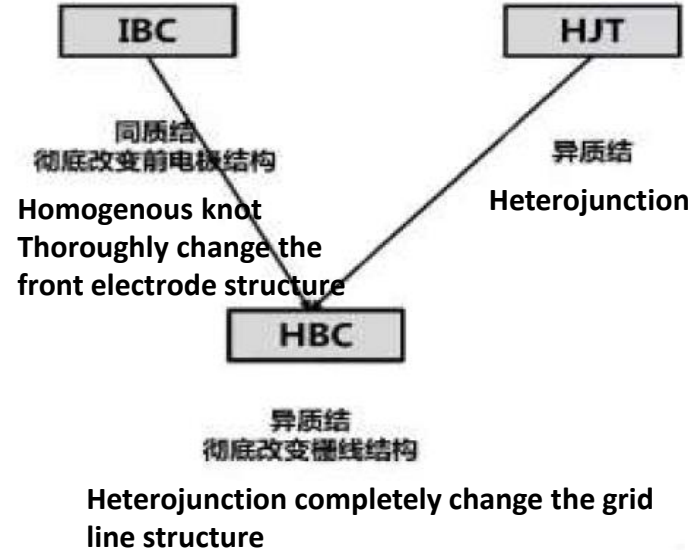 IBC
HJT
同质结
彻底改变前电极结构
异质结
Homogenous knot
Thoroughly change the
front electrode structure
Heterojunction
HBC
异质结
彻底改变栅线结构
Heterojunction completely change the grid
line structure